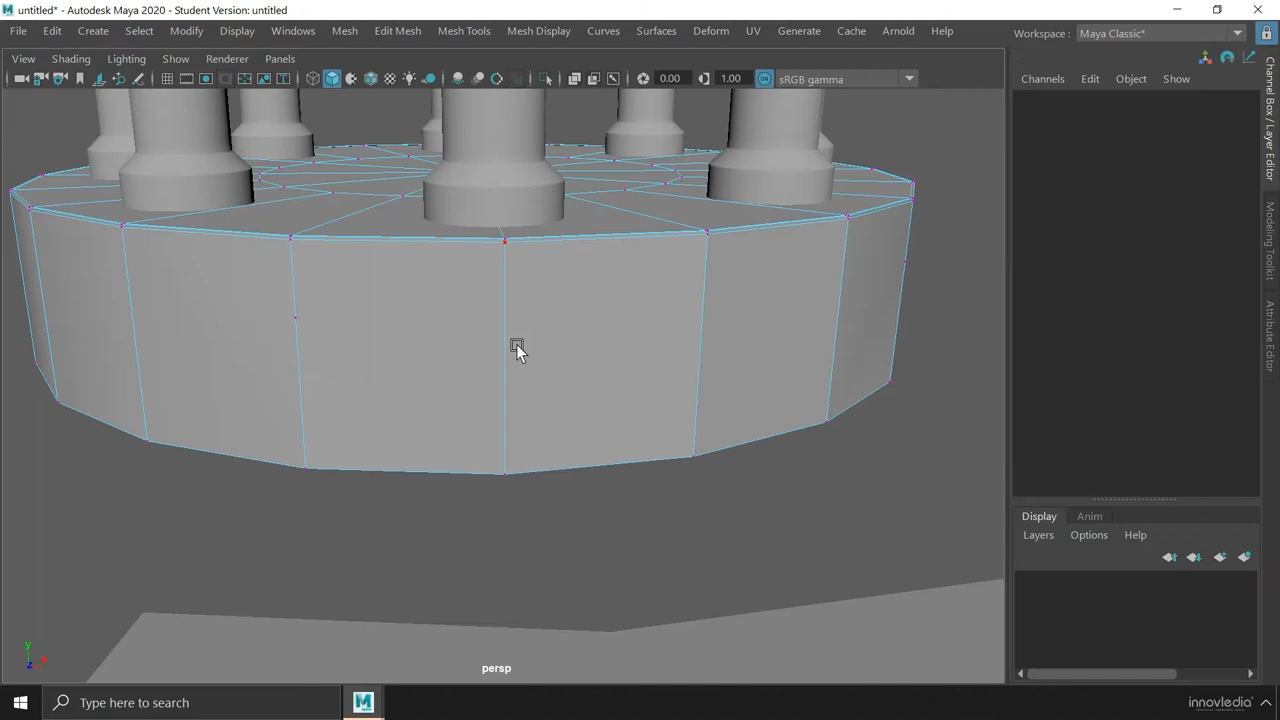 untitled* - Autodesk Maya 2020 - Student Version: untitled
File Edit Create Select Modify Display Windows Mesh Edit Mesh Mesh Tools Mesh Display Curves Surfaces Deform UV Generate Cache Arnold Help
Workspace : Maya Classic*
View Shading Lighting Show Renderer Panels
0.00 1.00 ON sRGB gamma
Channels Edit Object Show
Channel Box / Layer Editor
Modeling Toolkit
Attribute Editor
Display Anim
Layers Options Help
y
x
z
persp
Type here to search
M
innovledia